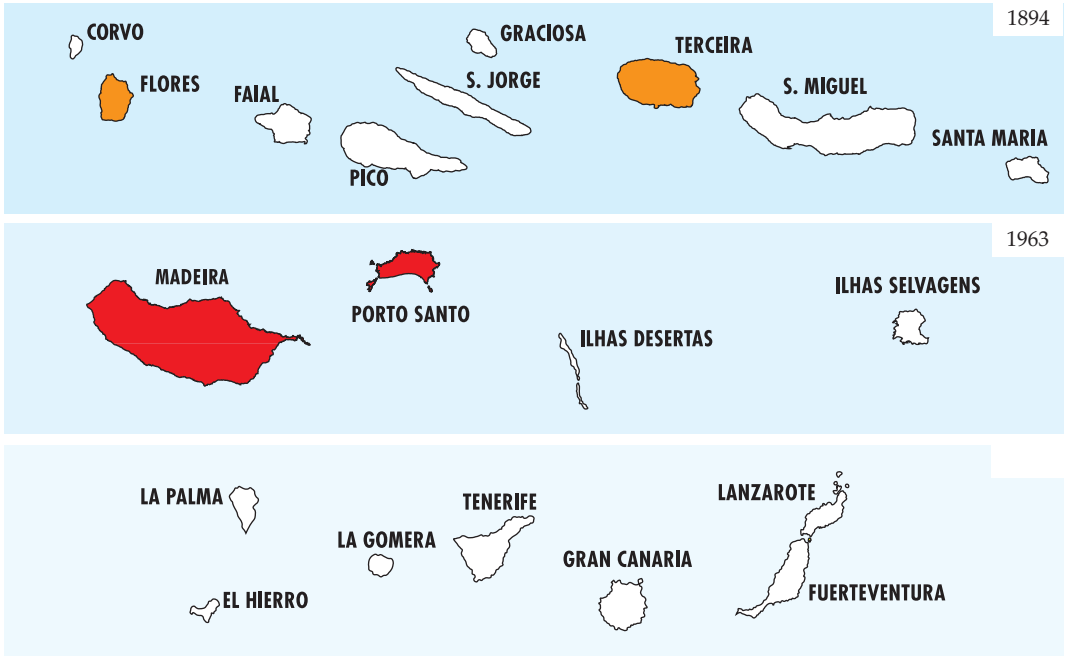 1894
CORVO
GRACIOSA
TERCEIRA
FLORES
S. JORGE
FAIAL
S. MIGUEL
SANTA MARIA
PICO
1963
MADEIRA
PORTO SANTO
ILHAS SELVAGENS
ILHAS DESERTAS
LA PALMA
TENERIFE
LANZAROTE
LA GOMERA
GRAN CANARIA
EL HIERRO
FUERTEVENTURA